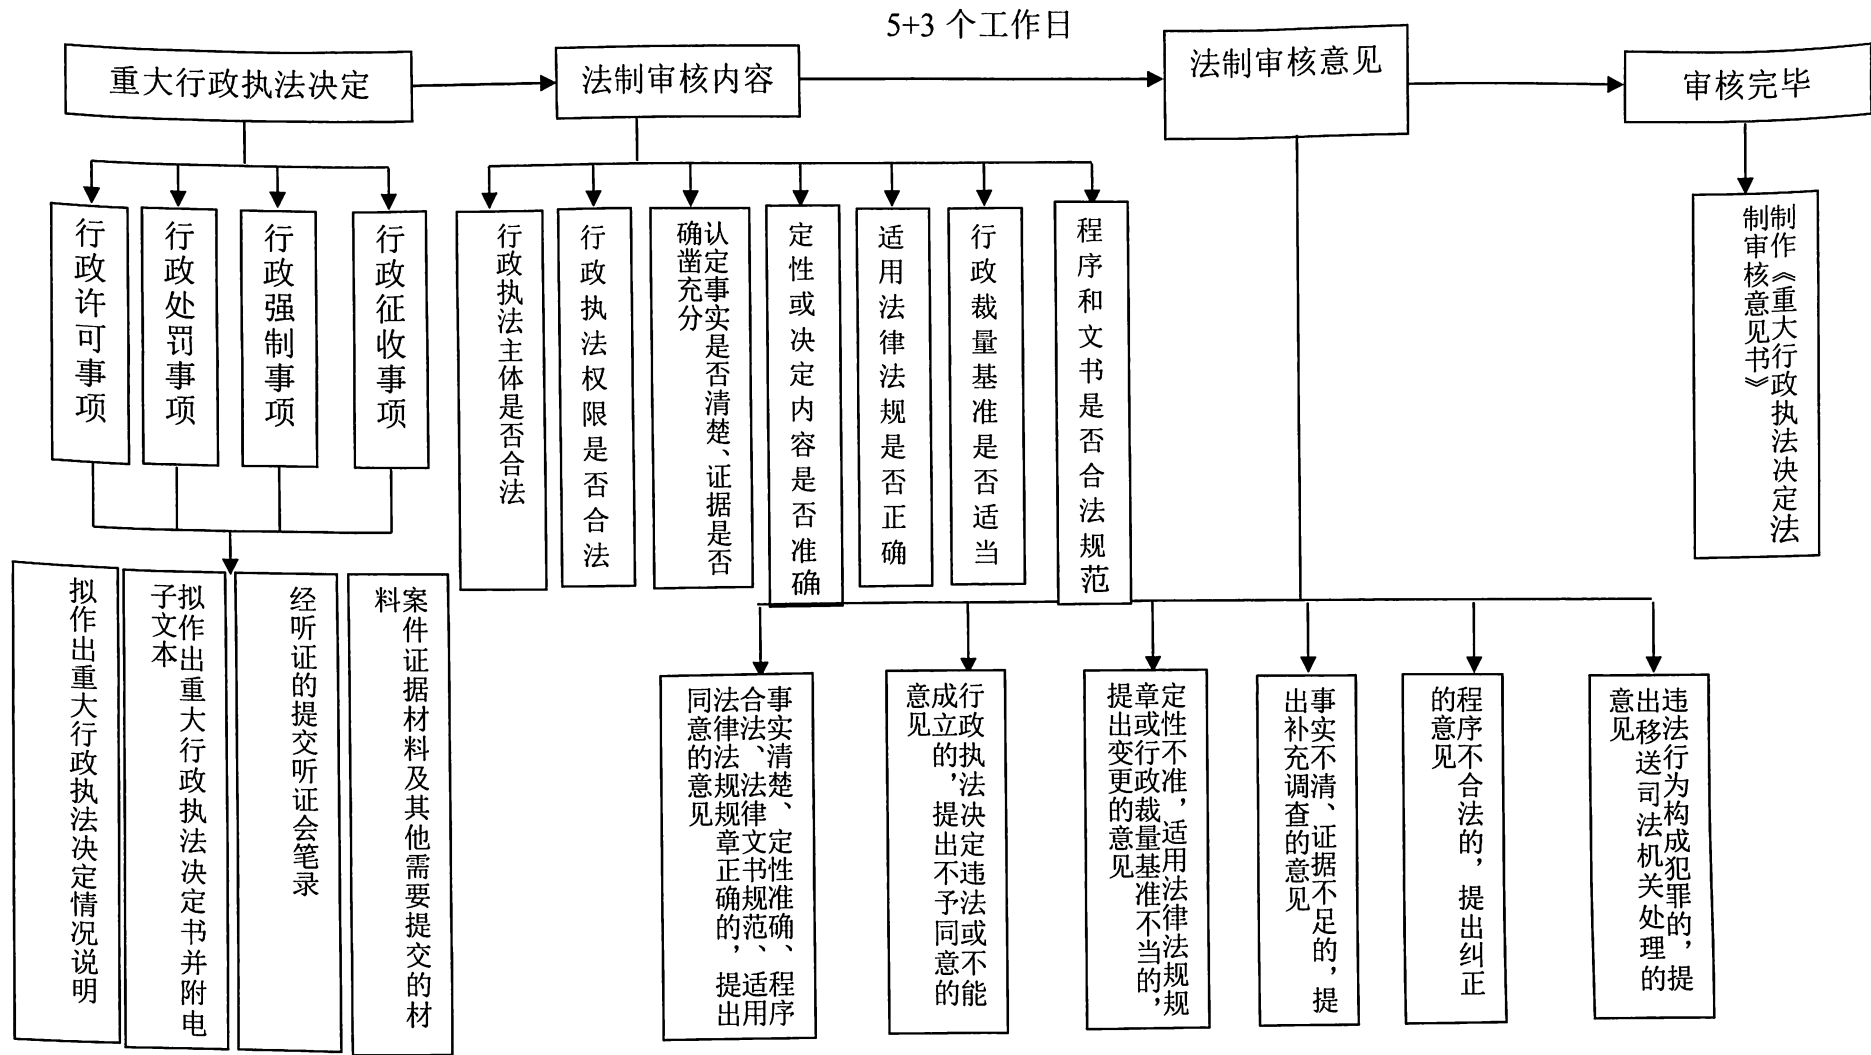 5+3 个工作日
重大行政执法决定
法制审核内容
法制审核意见
审核完毕
行政许可事项
行政处罚事项
行政强制事项
行政征收事项
行政执法主体是否合法
行政执法权限是否合法
认定事实是否清楚、证据是否
确凿充分
定性或决定内容是否准确
适用法律法规是否正确
行政裁量基准是否适当
程序和文书是否合法规范
制作《重大行政执法决定法
制审核意见书》
拟作出重大行政执法决定情况说明
拟作出重大行政执法决定书并附电
子文本
经听证的提交听证会笔录
案件证据材料及其他需要提交的材
料
事实清楚、定性准确、程序
合法、法律文书规范、适用
法律法规规章正确的，提出
同意的意见
行政执法决定违法或不能
成立的，提出不予同意的
意见
定性不准，适用法律法规规
章或行政裁量基准不当的，
提出变更的意见
事实不清、证据不足的，提
出补充调查的意见
程序不合法的，提出纠正
的意见
违法行为构成犯罪的，提
出移送司法机关处理的
意见